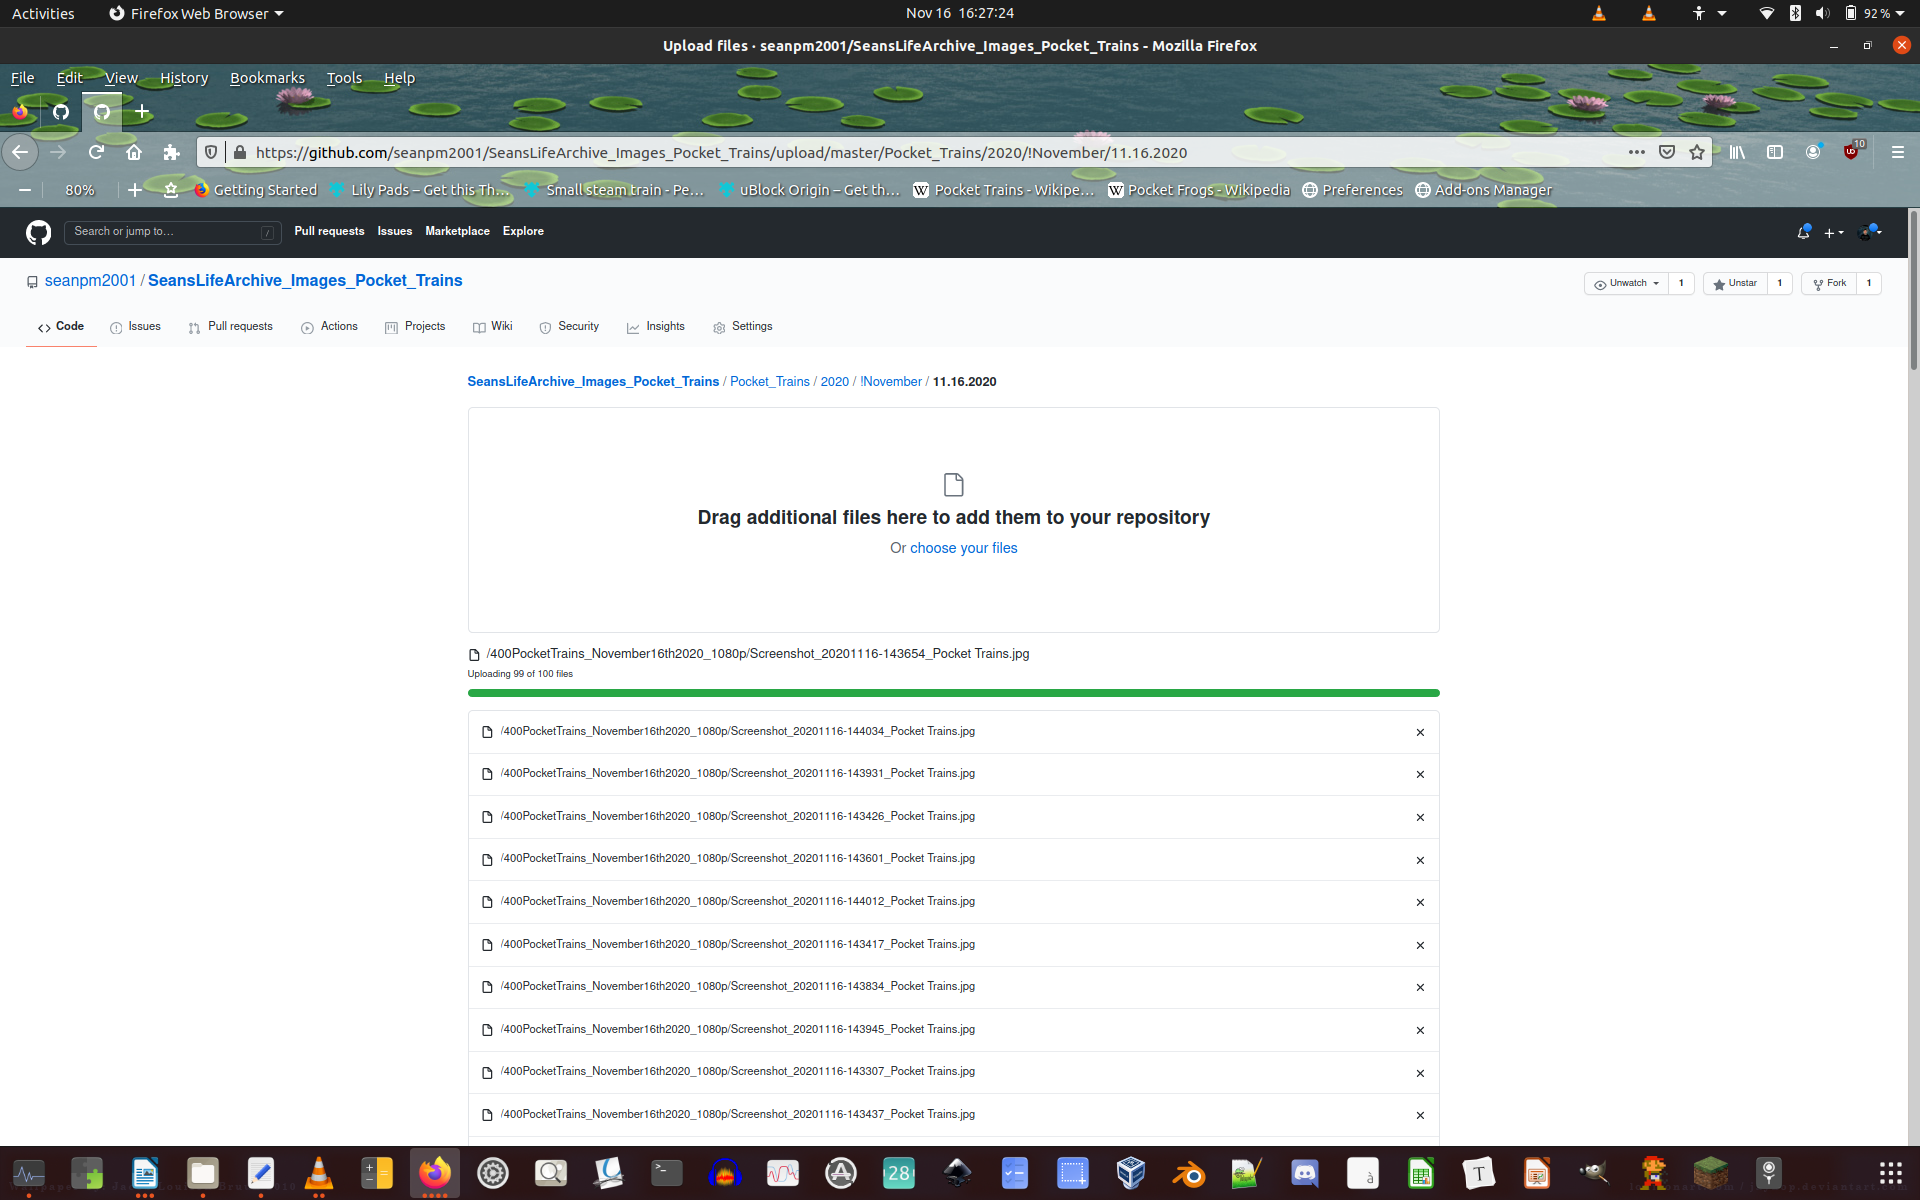 Activities Firefox Web Browser Nov 16 16:27:24 92 %
Upload files · seanpm2001/SeansLifeArchive_Images_Pocket_Trains - Mozilla Firefox
File Edit View History Bookmarks Tools Help
https://github.com/seanpm2001/SeansLifeArchive_Images_Pocket_Trains/upload/master/Pocket_Trains/2020/!November/11.16.2020 10
80% Getting Started Lily Pads – Get this Th… Small steam train - Pe… uBlock Origin – Get th… Pocket Trains - Wikipe… Pocket Frogs - Wikipedia Preferences Add-ons Manager
Search or jump to… / Pull requests Issues Marketplace Explore
seanpm2001 / SeansLifeArchive_Images_Pocket_Trains Unwatch 1 Unstar 1 Fork 1
Code Issues Pull requests Actions Projects Wiki Security Insights Settings
SeansLifeArchive_Images_Pocket_Trains / Pocket_Trains / 2020 / !November / 11.16.2020
Drag additional files here to add them to your repository
Or choose your files
/400PocketTrains_November16th2020_1080p/Screenshot_20201116-143654_Pocket Trains.jpg
Uploading 99 of 100 files
/400PocketTrains_November16th2020_1080p/Screenshot_20201116-144034_Pocket Trains.jpg
/400PocketTrains_November16th2020_1080p/Screenshot_20201116-143931_Pocket Trains.jpg
/400PocketTrains_November16th2020_1080p/Screenshot_20201116-143426_Pocket Trains.jpg
/400PocketTrains_November16th2020_1080p/Screenshot_20201116-143601_Pocket Trains.jpg
/400PocketTrains_November16th2020_1080p/Screenshot_20201116-144012_Pocket Trains.jpg
/400PocketTrains_November16th2020_1080p/Screenshot_20201116-143417_Pocket Trains.jpg
/400PocketTrains_November16th2020_1080p/Screenshot_20201116-143834_Pocket Trains.jpg
/400PocketTrains_November16th2020_1080p/Screenshot_20201116-143945_Pocket Trains.jpg
/400PocketTrains_November16th2020_1080p/Screenshot_20201116-143307_Pocket Trains.jpg
/400PocketTrains_November16th2020_1080p/Screenshot_20201116-143437_Pocket Trains.jpg
28 à T